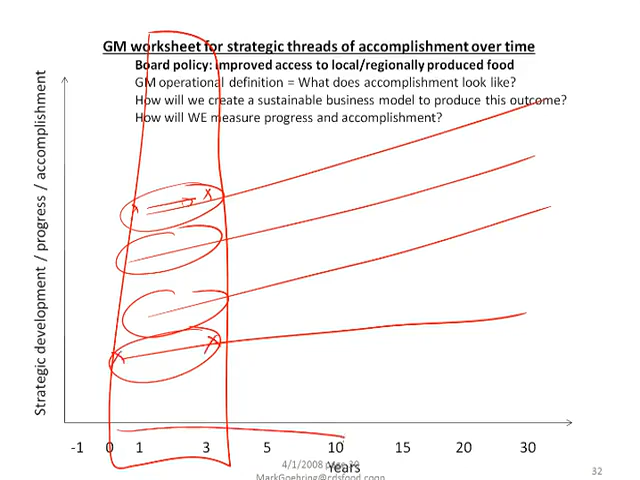 GM worksheet for strategic threads of accomplishment over time
Board policy: Improved access to local/regionally produced food
GM operational definition = What does accomplishment look like?
How will we create a sustainable business model to produce this outcome?
How will WE measure progress and accomplishment?
Strategic development / progress / accomplishment
-1 0 1 3 5 10 15 20 30
Years
4/1/2008
MarkGoehring@cdsfood.coop
32